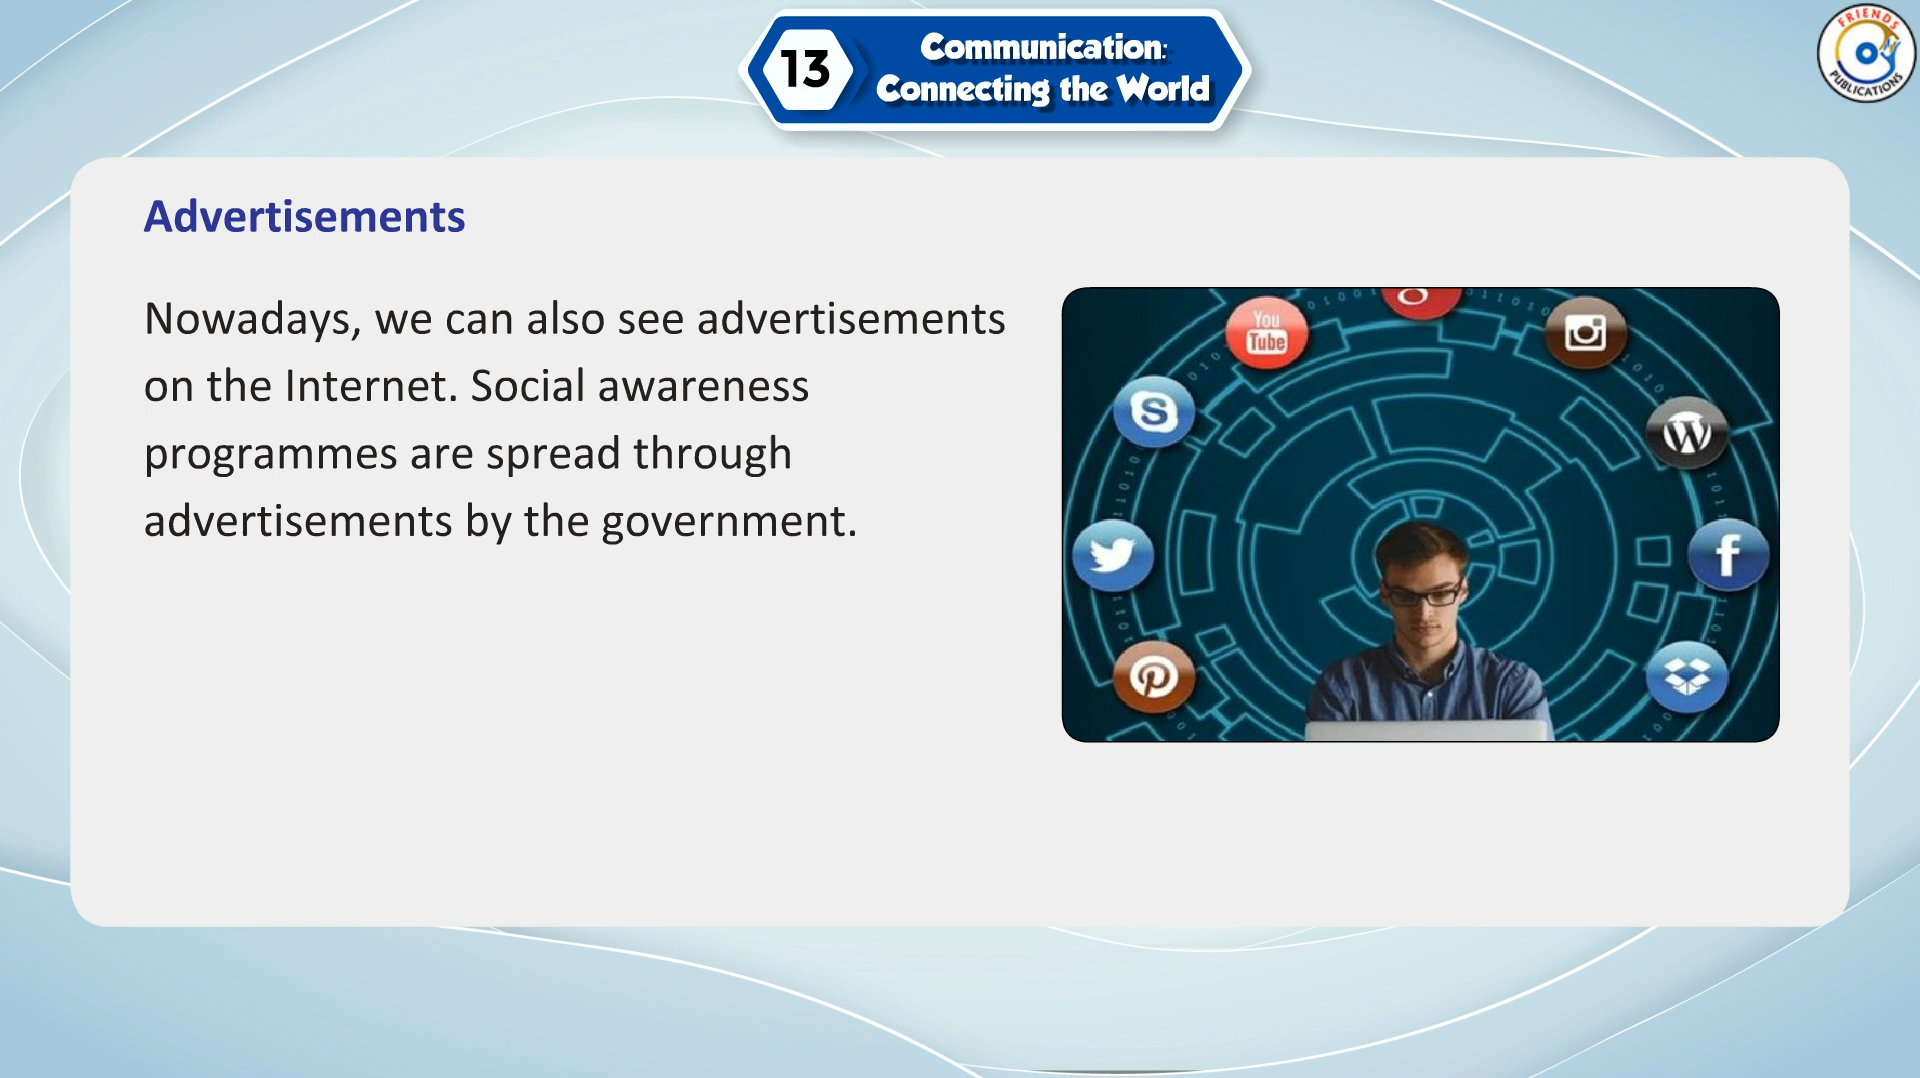 13
Communication:
Connecting the World
FRIENDS
PUBLICATIONS
Advertisements
Nowadays, we can also see advertisements
on the Internet. Social awareness
programmes are spread through
advertisements by the government.
You
Tube